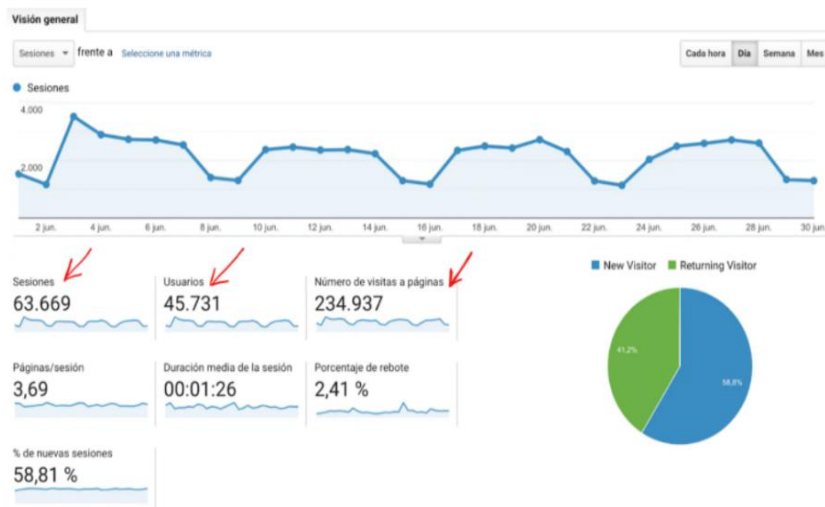 Visión general
Sesiones frente a Seleccione una métrica
Cada hora Día Semana Mes
Sesiones
4.000
2.000
2 jun. 4 jun. 6 jun. 8 jun. 10 jun. 12 jun. 14 jun. 16 jun. 18 jun. 20 jun. 22 jun. 24 jun. 26 jun. 28 jun. 30 jun
New Visitor Returning Visitor
Sesiones
63.669
Usuarios
45.731
Número de visitas a páginas
234.937
Páginas/sesión
3,69
Duración media de la sesión
00:01:26
Porcentaje de rebote
2,41 %
% de nuevas sesiones
58,81 %
41,2%
58,8%